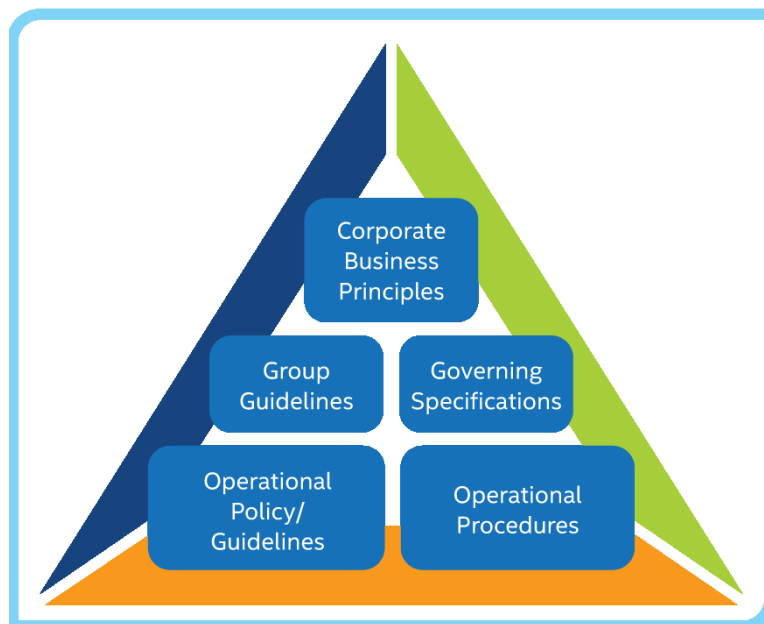 Corporate
Business
Principles
Group
Guidelines
Governing
Specifications
Operational
Policy/
Guidelines
Operational
Procedures